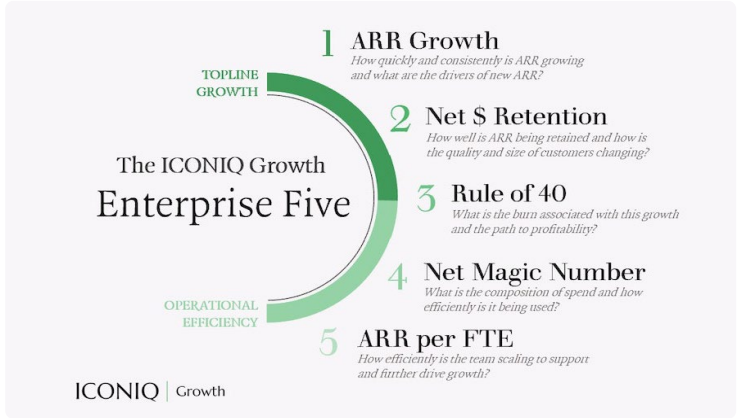 1 ARR Growth
How quickly and consistently is ARR growing
and what are the drivers of new ARR?
TOPLINE
GROWTH
2 Net $ Retention
How well is ARR being retained and how is
the quality and size of customers changing?
The ICONIQ Growth
Enterprise Five
3 Rule of 40
What is the burn associated with this growth
and the path to profitability?
4 Net Magic Number
What is the composition of spend and how
efficiently is it being used?
OPERATIONAL
EFFICIENCY
5 ARR per FTE
How efficiently is the team scaling to support
and further drive growth?
ICONIQ | Growth